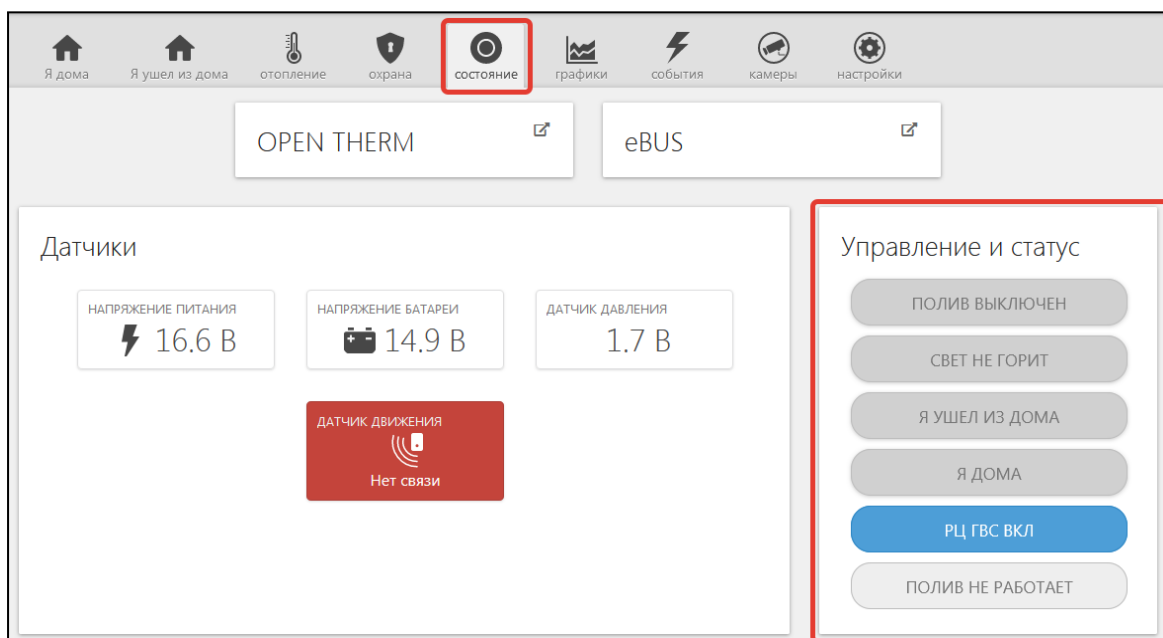 Я дома
Я ушел из дома
отопление
охрана
состояние
графики
события
камеры
настройки
OPEN THERM
eBUS
Датчики
НАПРЯЖЕНИЕ ПИТАНИЯ
16.6 В
НАПРЯЖЕНИЕ БАТАРЕИ
14.9 В
ДАТЧИК ДАВЛЕНИЯ
1.7 В
ДАТЧИК ДВИЖЕНИЯ
Нет связи
Управление и статус
ПОЛИВ ВЫКЛЮЧЕН
СВЕТ НЕ ГОРИТ
Я УШЕЛ ИЗ ДОМА
Я ДОМА
РЦ ГВС ВКЛ
ПОЛИВ НЕ РАБОТАЕТ